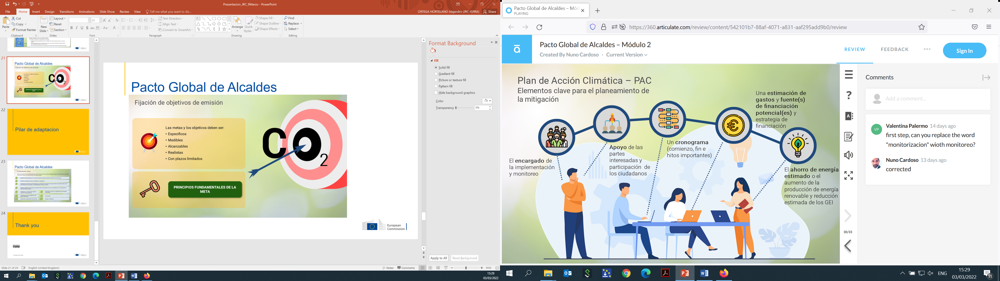 Presentacion_JRC_9Marzo - PowerPoint
File Home Insert Design Transitions Animations Slide Show Review View Tell me what you want to do...
ORTEGA HORTELANO Alejandro (JRC-ISPRA) Share
Paste
Cut
Copy
Format Painter
Clipboard
New Slide
Layout
Reset
Section
Slides
24
Font
Text Direction
Align Text
Convert to SmartArt
Paragraph
Arrange
Quick Styles
Shape Fill
Shape Outline
Shape Effects
Drawing
Find
Replace
Select
Editing
21
Pacto Global de Alcaldes
Fijación de objetivos de emisión
22
Pilar de adaptacion
23
Pacto Global de Alcaldes
24
Thank you
Pacto Global de Alcaldes
Fijación de objetivos de emisión
Las metas y los objetivos deben ser:
• Específicos
• Medibles
• Alcanzables
• Realistas
• Con plazos limitados
PRINCIPIOS FUNDAMENTALES DE LA
META
CO2
European
Commission
Format Background
Fill
Solid fill
Gradient fill
Picture or texture fill
Pattern fill
Hide background graphics
Color
Transparency 0%
Apply to All Reset Background
Slide 21 of 24 English (United Kingdom)
Notes Comments 95%
15:29
03/03/2022
Pacto Global de Alcaldes – Mód
PLAYING
https://360.articulate.com/review/content/542101b7-88af-4071-a831-aaf295add9b0/review
Pacto Global de Alcaldes – Módulo 2
Created By Nuno Cardoso · Current Version
REVIEW FEEDBACK
Sign In
Plan de Acción Climática – PAC
Elementos clave para el planeamiento de
la mitigación
El encargado de
la implementación
y monitoreo
Apoyo de las
partes
interesadas y
participación de
los ciudadanos
Un cronograma
(comienzo, fin e
hitos importantes)
Una estimación de
gastos y fuente(s)
de financiación
potencial(es) y
estrategia de
financiación
El ahorro de energía
estimado o el
aumento de la
producción de energía
renovable y reducción
estimada de los GEI
30/33
Comments
Add a comment...
VP
Valentina Palermo 14 days ago
first step, can you replace the word
"monitorizacion" wioth monitoreo?
Nuno Cardoso 13 days ago
corrected
ENG
15:29
03/03/2022
11